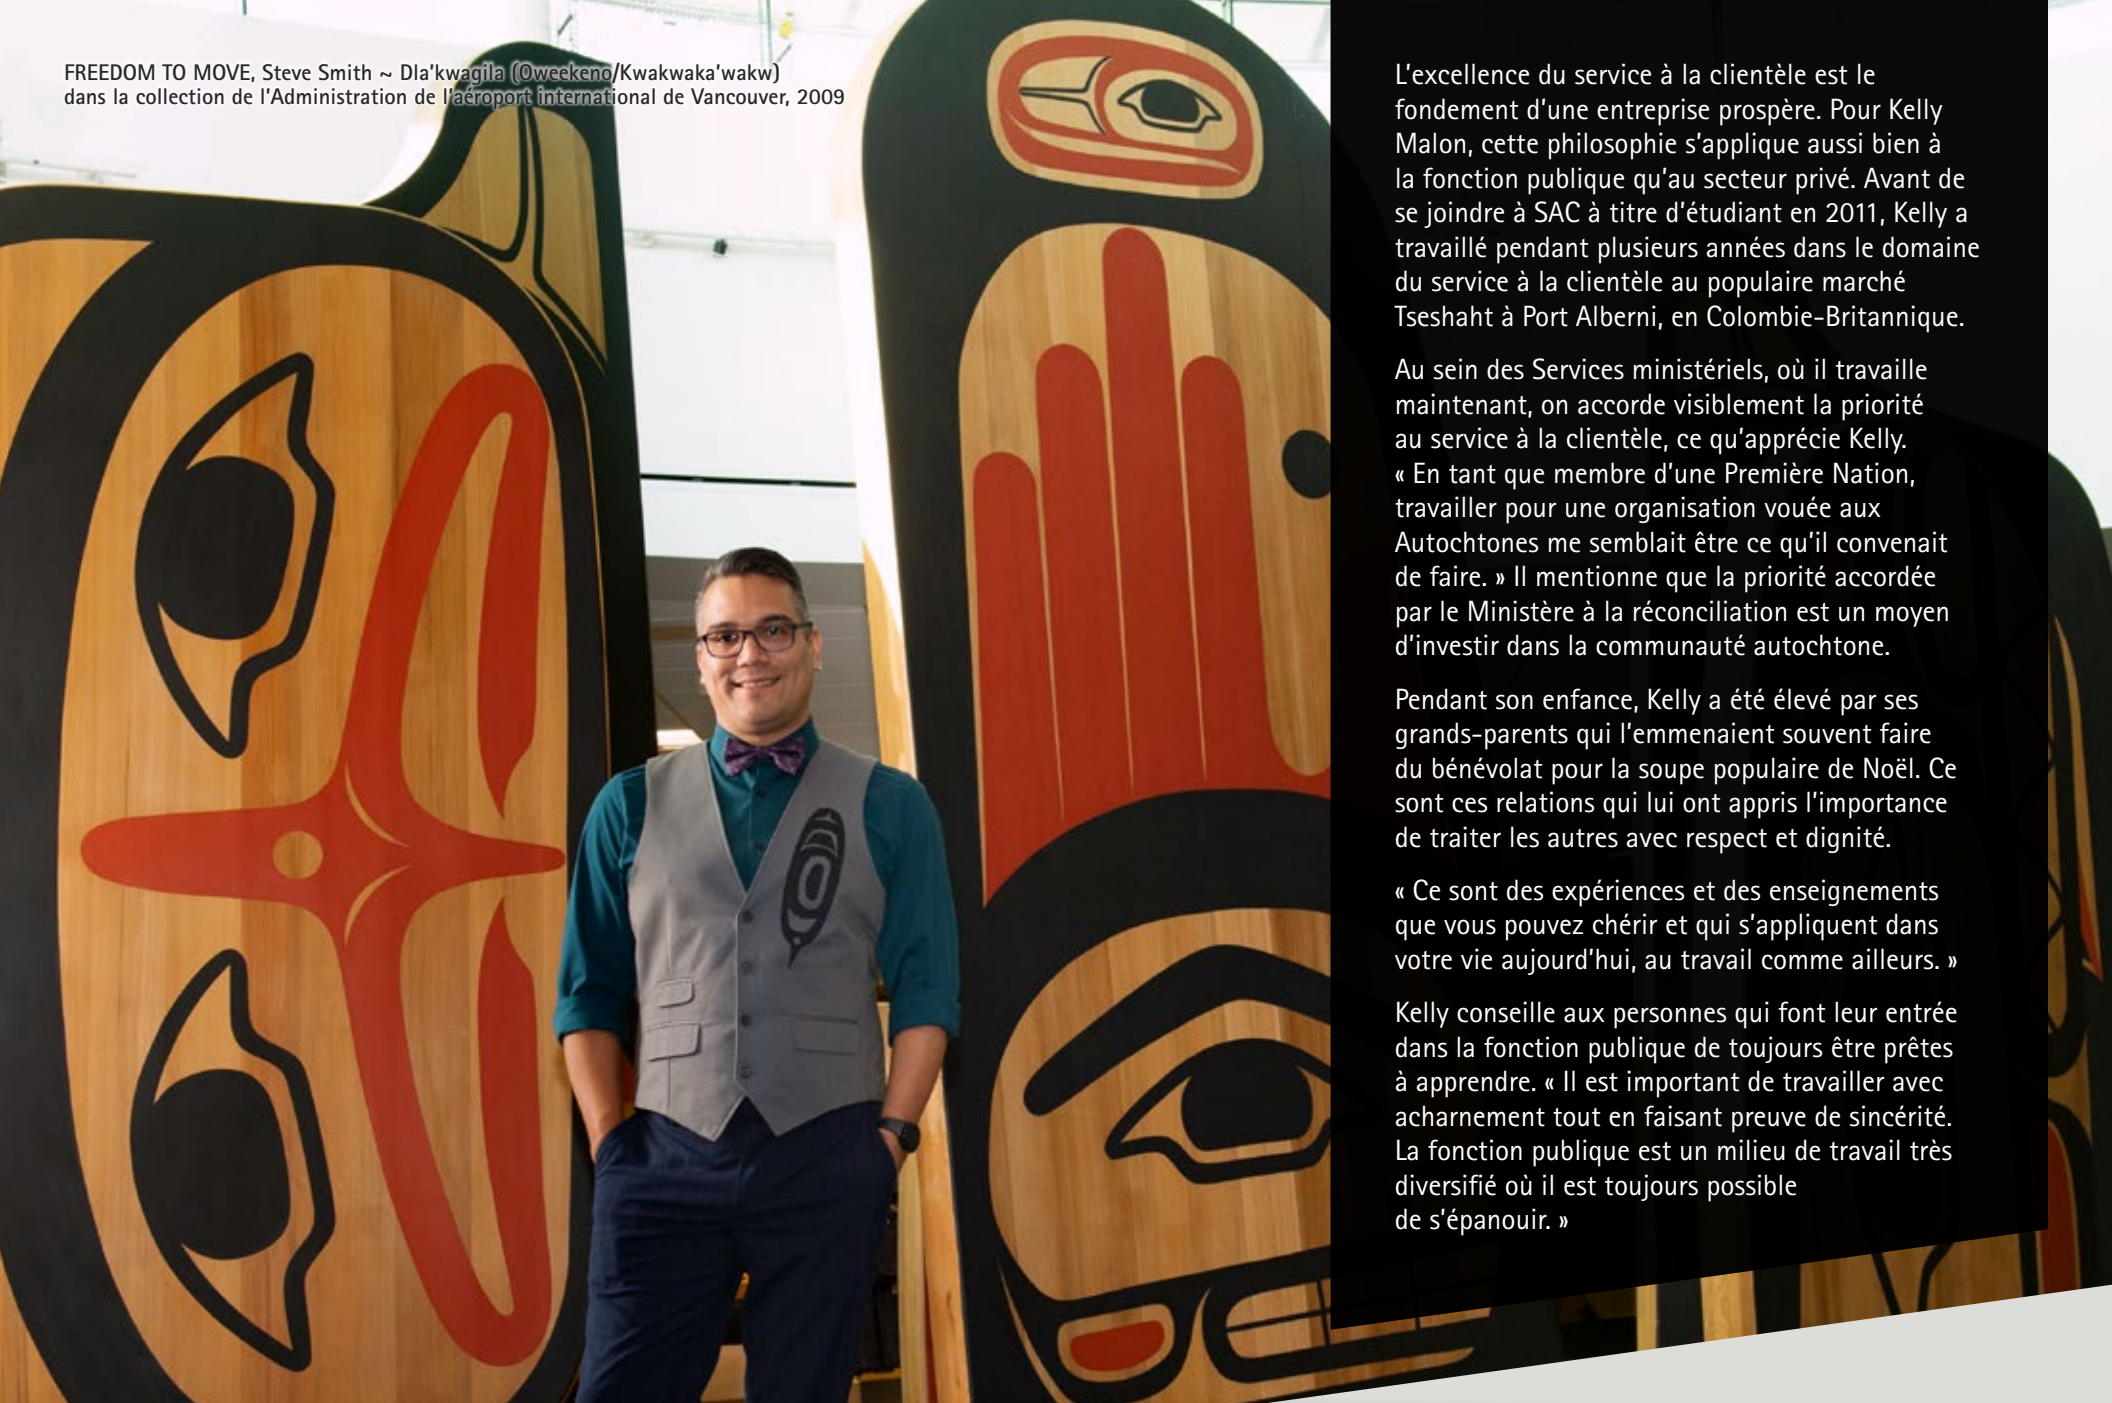 FREEDOM TO MOVE, Steve Smith ~ Dla'kwagila (Oweekeno/Kwakwaka'wakw)
dans la collection de l'Administration de l'aéroport international de Vancouver, 2009
L'excellence du service à la clientèle est le
fondement d'une entreprise prospère. Pour Kelly
Malon, cette philosophie s'applique aussi bien à
la fonction publique qu'au secteur privé. Avant de
se joindre à SAC à titre d'étudiant en 2011, Kelly a
travaillé pendant plusieurs années dans le domaine
du service à la clientèle au populaire marché
Tseshaht à Port Alberni, en Colombie-Britannique.
Au sein des Services ministériels, où il travaille
maintenant, on accorde visiblement la priorité
au service à la clientèle, ce qu'apprécie Kelly.
« En tant que membre d'une Première Nation,
travailler pour une organisation vouée aux
Autochtones me semblait être ce qu'il convenait
de faire. » Il mentionne que la priorité accordée
par le Ministère à la réconciliation est un moyen
d'investir dans la communauté autochtone.
Pendant son enfance, Kelly a été élevé par ses
grands-parents qui l'emmenaient souvent faire
du bénévolat pour la soupe populaire de Noël. Ce
sont ces relations qui lui ont appris l'importance
de traiter les autres avec respect et dignité.
« Ce sont des expériences et des enseignements
que vous pouvez chérir et qui s'appliquent dans
votre vie aujourd'hui, au travail comme ailleurs. »
Kelly conseille aux personnes qui font leur entrée
dans la fonction publique de toujours être prêtes
à apprendre. « Il est important de travailler avec
acharnement tout en faisant preuve de sincérité.
La fonction publique est un milieu de travail très
diversifié où il est toujours possible
de s'épanouir. »